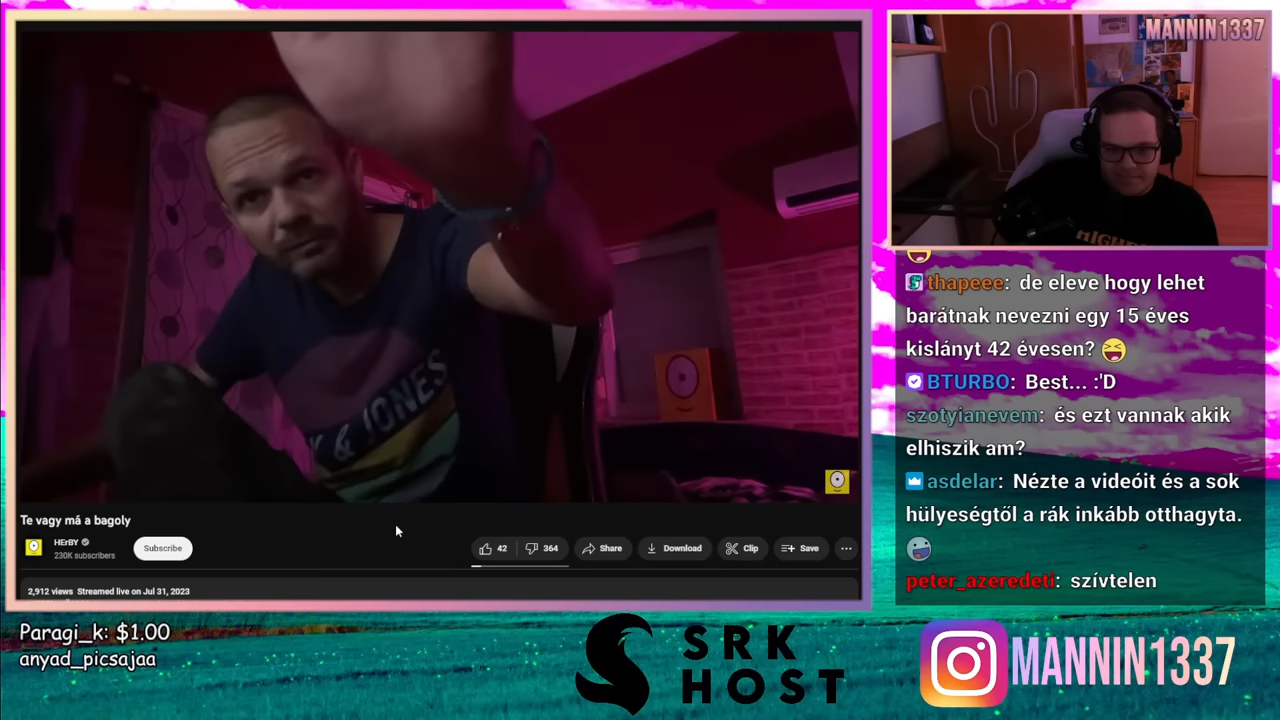 MANNIN1337
HIGHE
& JONES
thapeee: de eleve hogy lehet
barátnak nevezni egy 15 éves
kislányt 42 évesen?
BTURBO: Best... :'D
szotyianevem: és ezt vannak akik
elhiszik am?
asdelar: Nézte a videóit és a sok
hülyeségtől a rák inkább otthagyta.
peter_azeredeti: szívtelen
Te vagy má a bagoly
HErBY
230K subscribers
Subscribe
42
364
Share
Download
Clip
Save
2,912 views Streamed live on Jul 31, 2023
Paragi_k: $1.00
anyad_picsajaa
SRK
HOST
MANNIN1337